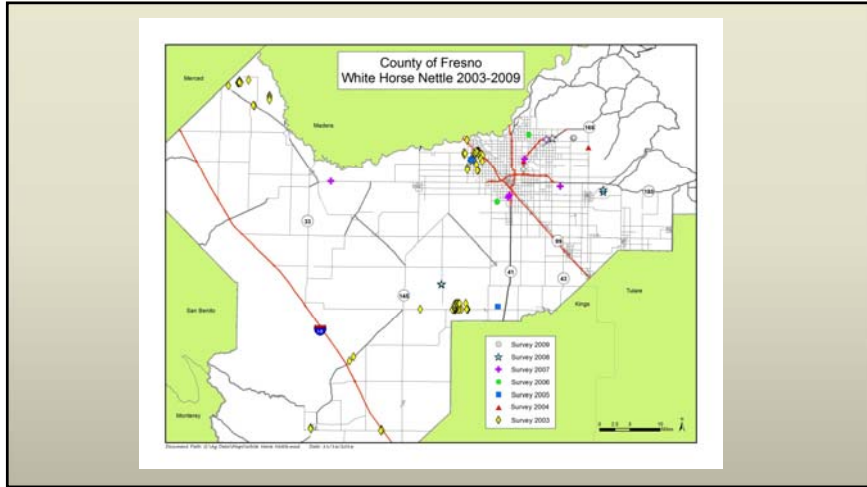 County of Fresno
White Horse Nettle 2003-2009
Merced
Madera
168
180
33
99
41
43
145
Tulare
Kings
San Benito
Monterey
Survey 2009
Survey 2008
Survey 2007
Survey 2006
Survey 2005
Survey 2004
Survey 2003
Miles